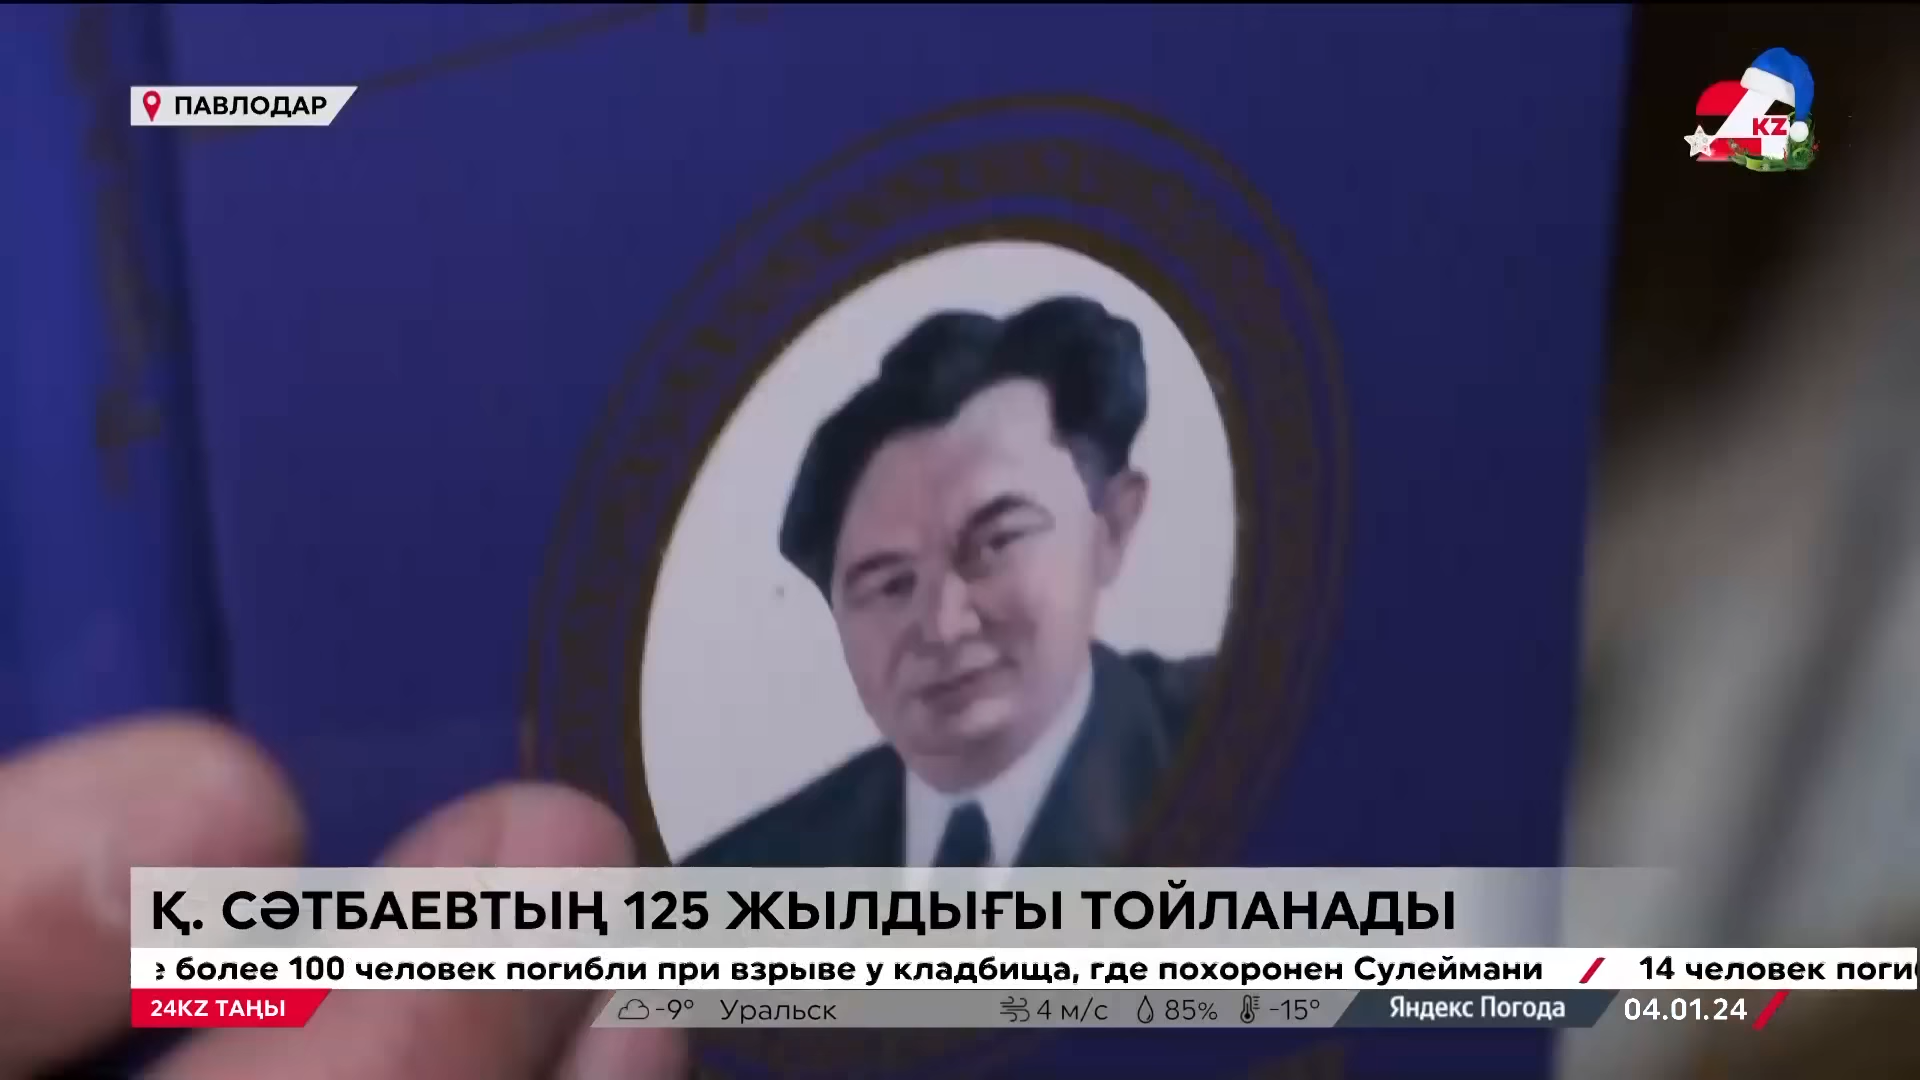 ПАВЛОДАР
24
KZ
Қ. СӘТБАЕВТЫҢ 125 ЖЫЛДЫҒЫ ТОЙЛАНАДЫ
более 100 человек погибли при взрыве у кладбища, где похоронен Сулеймани / 14 человек
24KZ ТАҢЫ
-9° Уральск 4 м/с 85% -15° Яндекс Погода 04.01.24